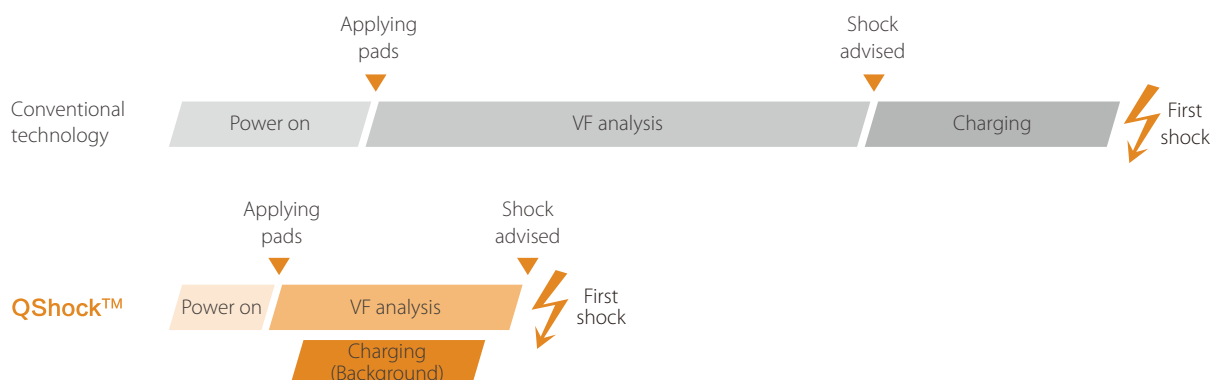 Applying
pads
Shock
advised
Conventional
technology
Power on
VF analysis
Charging
First
shock
Applying
pads
Shock
advised
QShock™
Power on
VF analysis
First
shock
Charging
(Background)